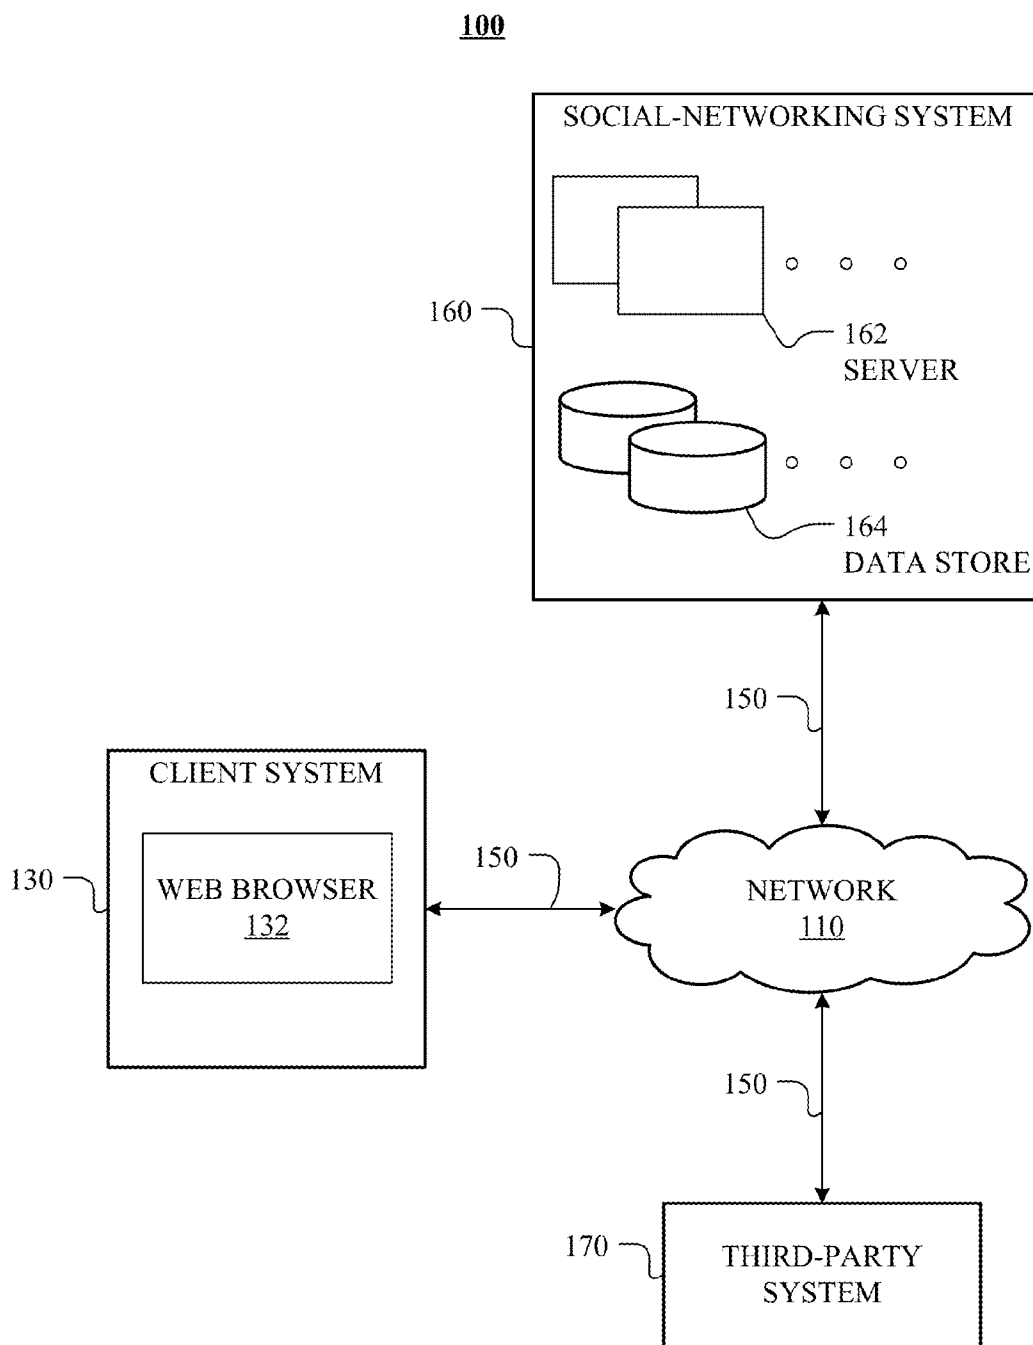 100
SOCIAL-NETWORKING SYSTEM
160
162
SERVER
164
DATA STORE
150
CLIENT SYSTEM
130
WEB BROWSER
132
150
NETWORK
110
150
170
THIRD-PARTY
SYSTEM